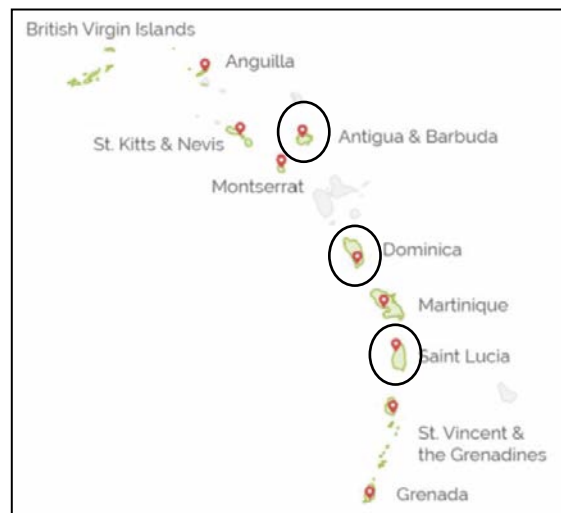 British Virgin Islands
Anguilla
St. Kitts & Nevis
Antigua & Barbuda
Montserrat
Dominica
Martinique
Saint Lucia
St. Vincent &
the Grenadines
Grenada